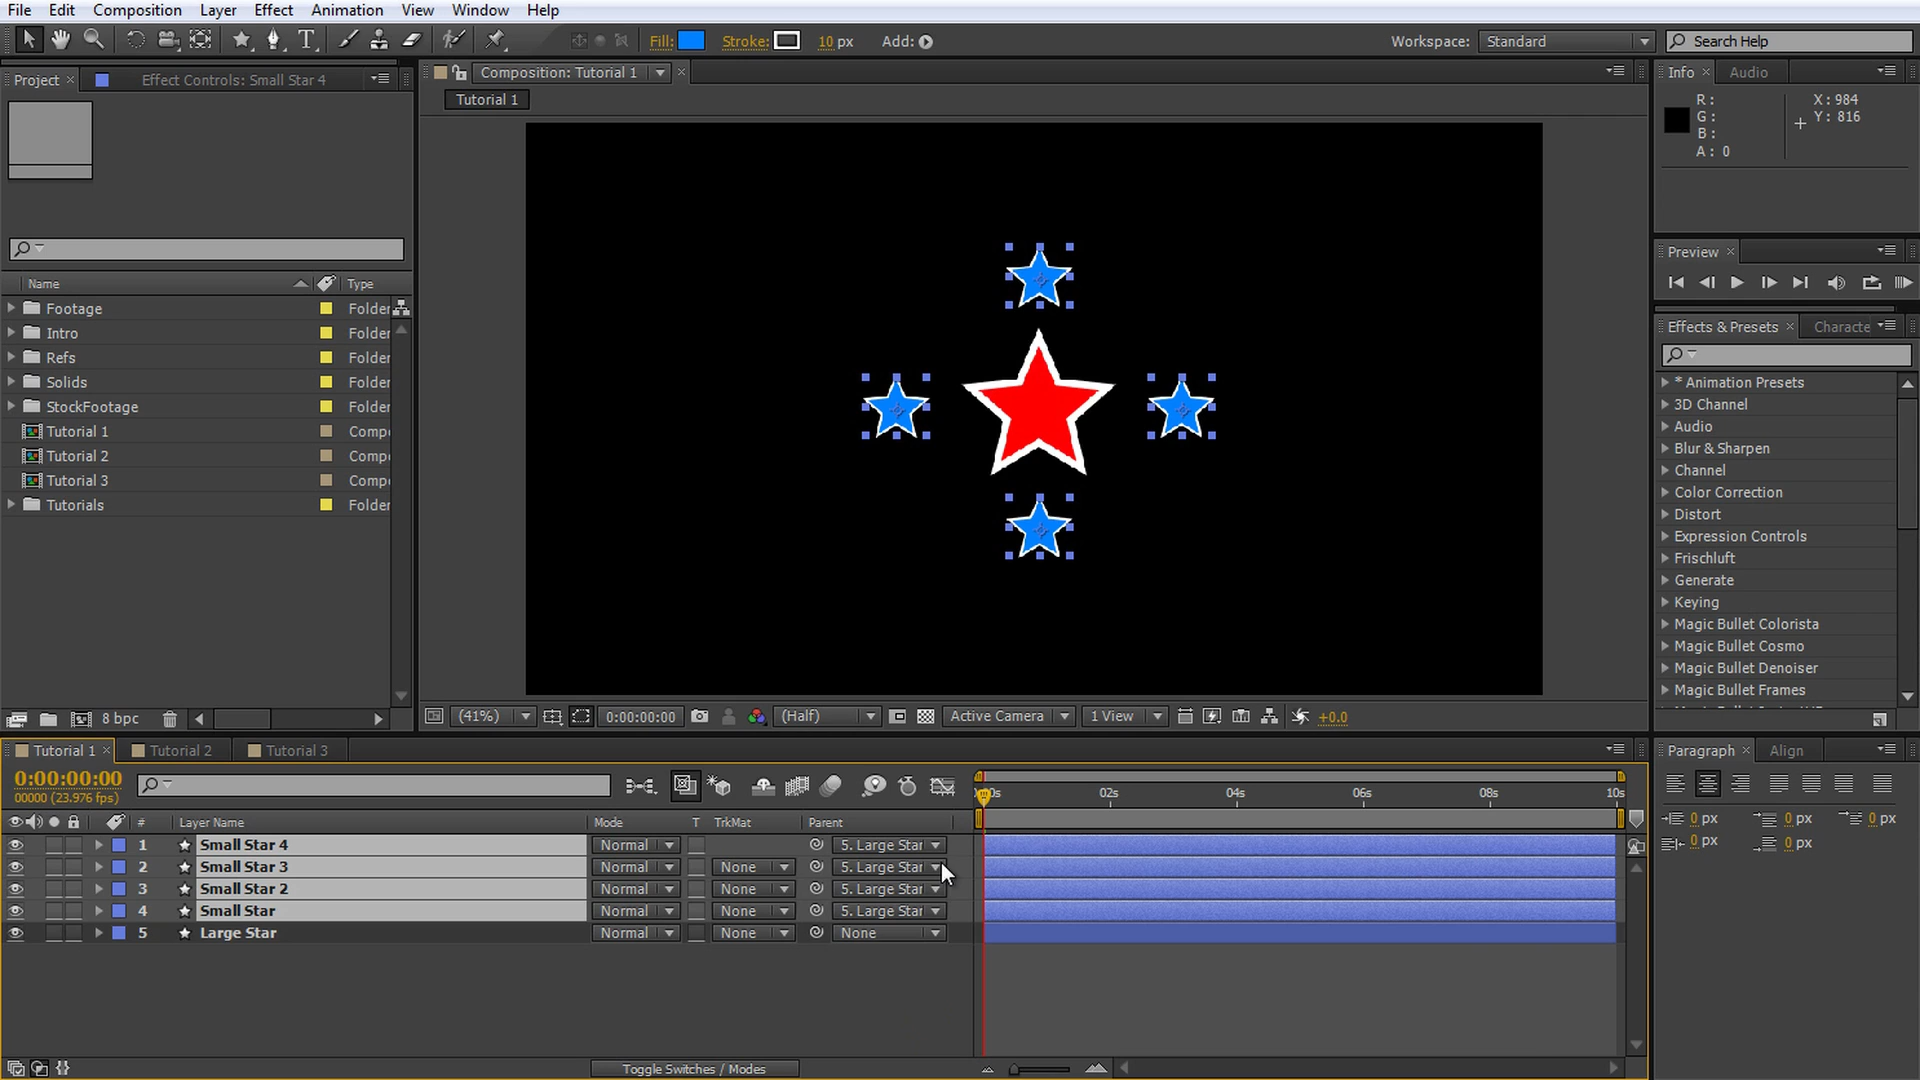 File Edit Composition Layer Effect Animation View Window Help
Fill: Stroke: 10 px Add: Workspace: Standard Search Help
Project × Effect Controls: Small Star 4
Composition: Tutorial 1
Tutorial 1
Info × Audio
R:
G:
B:
A: 0
X: 984
Y: 816
Preview ×
Name Type
Footage Folder
Intro Folder
Refs Folder
Solids Folder
StockFootage Folder
Tutorial 1 Compo
Tutorial 2 Compo
Tutorial 3 Compo
Tutorials Folder
8 bpc
Effects & Presets × Characte
* Animation Presets
3D Channel
Audio
Blur & Sharpen
Channel
Color Correction
Distort
Expression Controls
Frischluft
Generate
Keying
Magic Bullet Colorista
Magic Bullet Cosmo
Magic Bullet Denoiser
Magic Bullet Frames
(41%) 0:00:00:00 (Half) Active Camera 1 View +0.0
Tutorial 1 × Tutorial 2 Tutorial 3
0:00:00:00
00000 (23.976 fps)
02s 04s 06s 08s 10s
# Layer Name Mode T TrkMat Parent
1 Small Star 4 Normal 5. Large Star
2 Small Star 3 Normal None 5. Large Star
3 Small Star 2 Normal None 5. Large Star
4 Small Star Normal None 5. Large Star
5 Large Star Normal None None
Toggle Switches / Modes
Paragraph × Align
0 px 0 px 0 px
0 px 0 px